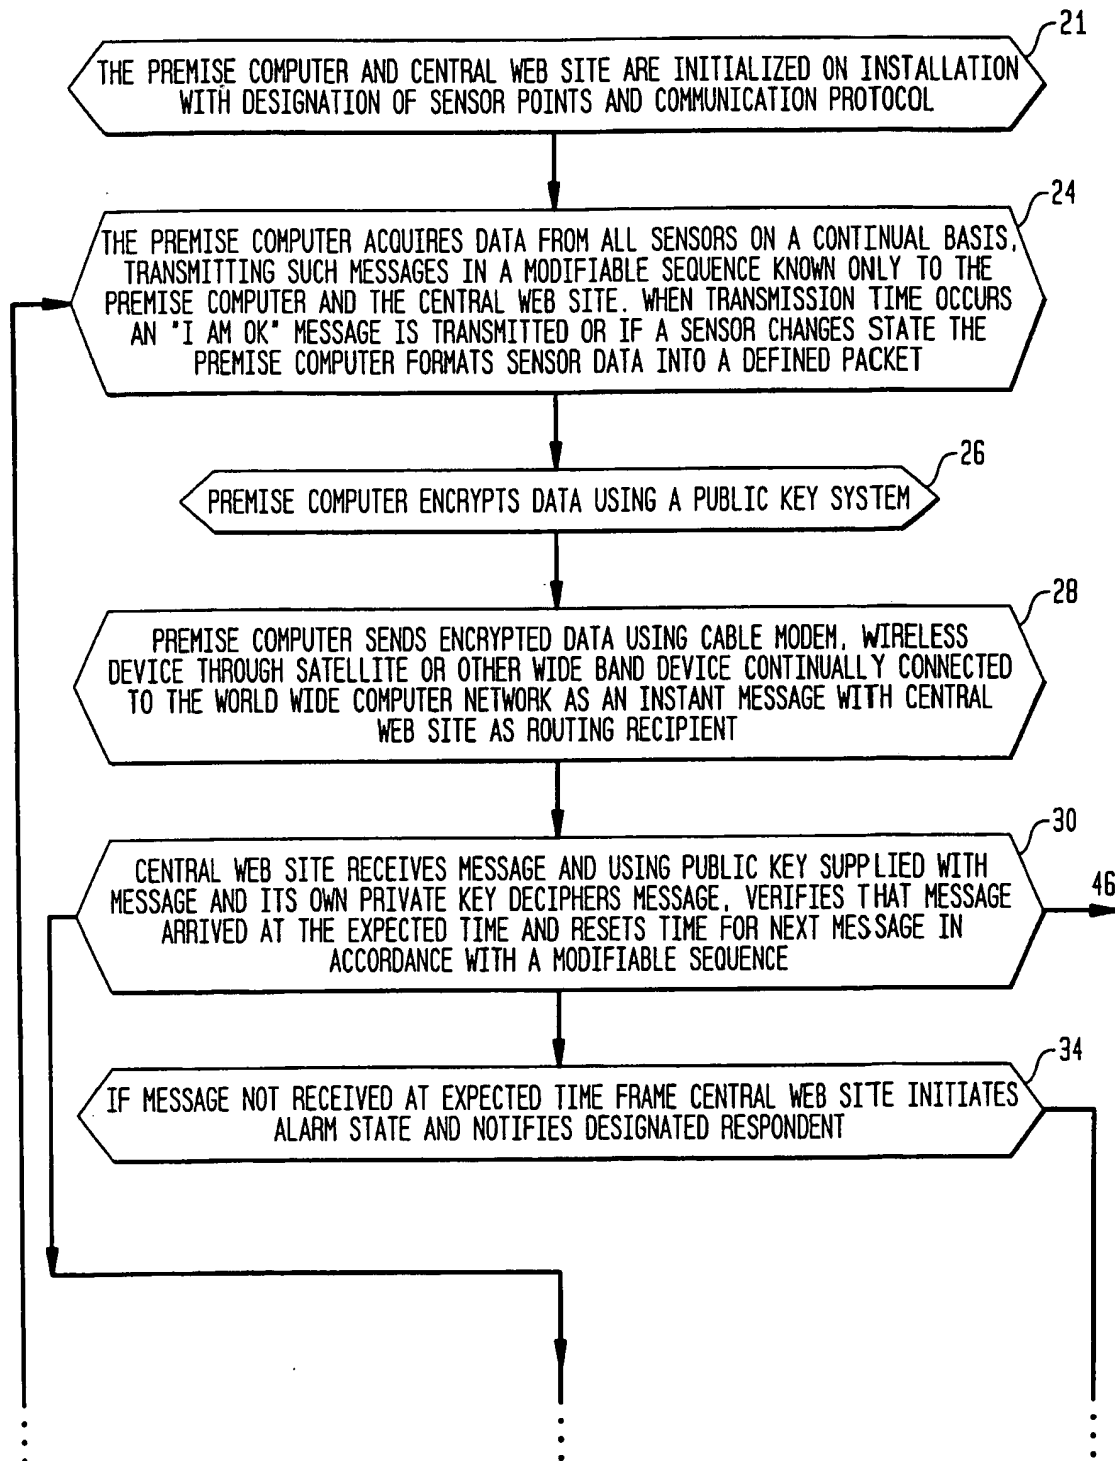 21
THE PREMISE COMPUTER AND CENTRAL WEB SITE ARE INITIALIZED ON INSTALLATION
WITH DESIGNATION OF SENSOR POINTS AND COMMUNICATION PROTOCOL
24
THE PREMISE COMPUTER ACQUIRES DATA FROM ALL SENSORS ON A CONTINUAL BASIS,
TRANSMITTING SUCH MESSAGES IN A MODIFIABLE SEQUENCE KNOWN ONLY TO THE
PREMISE COMPUTER AND THE CENTRAL WEB SITE. WHEN TRANSMISSION TIME OCCURS
AN "I AM OK" MESSAGE IS TRANSMITTED OR IF A SENSOR CHANGES STATE THE
PREMISE COMPUTER FORMATS SENSOR DATA INTO A DEFINED PACKET
26
PREMISE COMPUTER ENCRYPTS DATA USING A PUBLIC KEY SYSTEM
28
PREMISE COMPUTER SENDS ENCRYPTED DATA USING CABLE MODEM, WIRELESS
DEVICE THROUGH SATELLITE OR OTHER WIDE BAND DEVICE CONTINUALLY CONNECTED
TO THE WORLD WIDE COMPUTER NETWORK AS AN INSTANT MESSAGE WITH CENTRAL
WEB SITE AS ROUTING RECIPIENT
30
CENTRAL WEB SITE RECEIVES MESSAGE AND USING PUBLIC KEY SUPPLIED WITH
MESSAGE AND ITS OWN PRIVATE KEY DECIPHERS MESSAGE, VERIFIES THAT MESSAGE
ARRIVED AT THE EXPECTED TIME AND RESETS TIME FOR NEXT MESSAGE IN
ACCORDANCE WITH A MODIFIABLE SEQUENCE
46
34
IF MESSAGE NOT RECEIVED AT EXPECTED TIME FRAME CENTRAL WEB SITE INITIATES
ALARM STATE AND NOTIFIES DESIGNATED RESPONDENT